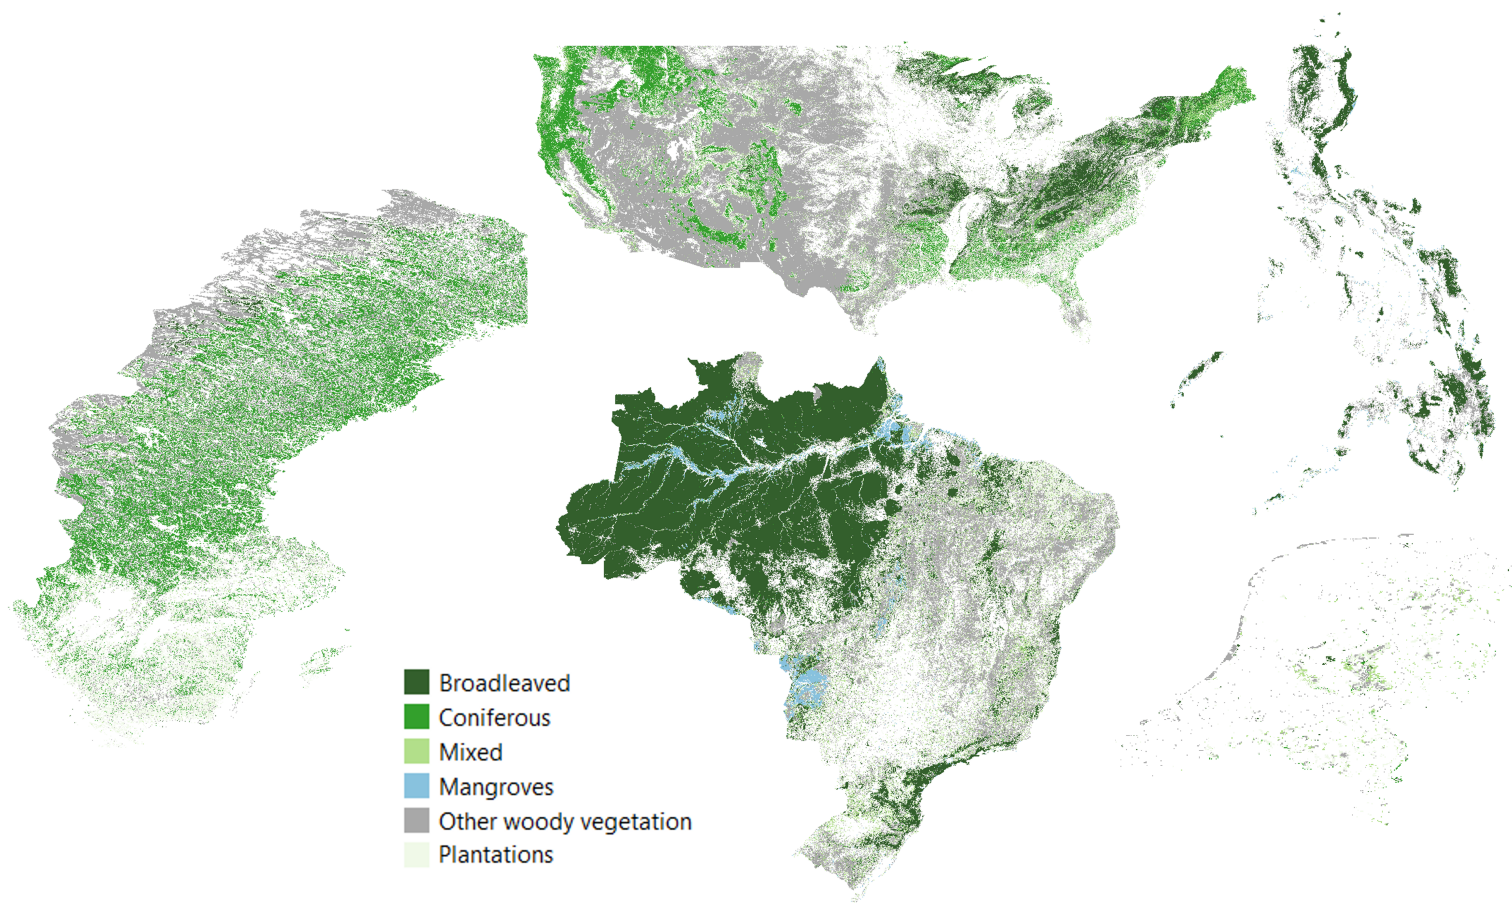 Broadleaved
Coniferous
Mixed
Mangroves
Other woody vegetation
Plantations